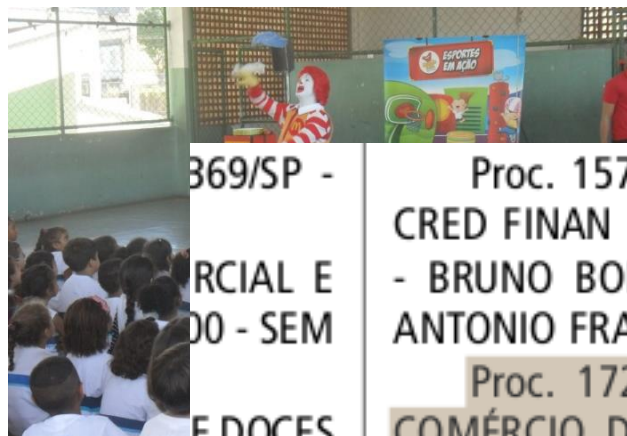 ESPORTES
EM AÇÃO
369/SP -
RCIAL E
00 - SEM
E DOCES
Proc. 157
CRED FINAN
- BRUNO BO
ANTONIO FRA
Proc. 172
COMÉRCIO D